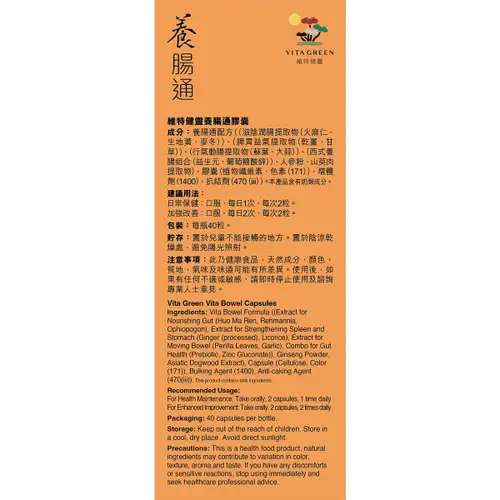 養腸通
VITA GREEN
維特健靈
維特健靈養腸通膠囊
成分：養腸通配方（（滋陰潤腸提取物（火麻仁，
生地黃，麥冬））、（脾胃益氣提取物（乾薑，甘
草））、（行氣動腸提取物（蘇葉、大蒜））、（西式養
腸組合（益生元，葡萄糖酸鋅））、人參粉，山萸肉
提取物），膠囊（植物纖維素，色素（171））、增體
劑（1400），抗結劑（470（iii））。*本產品含有奶類成分。
建議用法：
日常保健：口服，每日1次，每次2粒。
加強改善：口服，每日2次，每次2粒。
包裝：每瓶40粒。
貯存：置於兒童不能接觸的地方。置於陰涼乾
燥處，避免陽光照射。
注意事項：此乃健康食品，天然成分，顏色、
質地，氣味及味道可能有所差異。使用後，如
果有任何不適或敏感，請即時停止使用及諮詢
專業人士意見。
Vita Green Vita Bowel Capsules
Ingredients: Vita Bowel Formula ((Extract for
Nourishing Gut (Huo Ma Ren, Rehmannia,
Ophiopogon), Extract for Strengthening Spleen and
Stomach (Ginger (processed), Licorice), Extract for
Moving Bowel (Perilla Leaves, Garlic), Combo for Gut
Health (Prebiotic, Zinc Gluconate)), Ginseng Powder,
Asiatic Dogwood Extract), Capsule (Cellulose, Color
(171)), Bulking Agent (1400), Anti-caking Agent
(470(iii)). This product contains milk ingredients.
Recommended Usage:
For Health Maintenance: Take orally, 2 capsules, 1 time daily.
For Enhanced Improvement: Take orally, 2 capsules, 2 times daily.
Packaging: 40 capsules per bottle.
Storage: Keep out of the reach of children. Store in
a cool, dry place. Avoid direct sunlight.
Precautions: This is a health food product, natural
ingredients may contribute to variation in color,
texture, aroma and taste. If you have any discomforts
or sensitive reactions, stop using immediately and
seek healthcare professional advice.